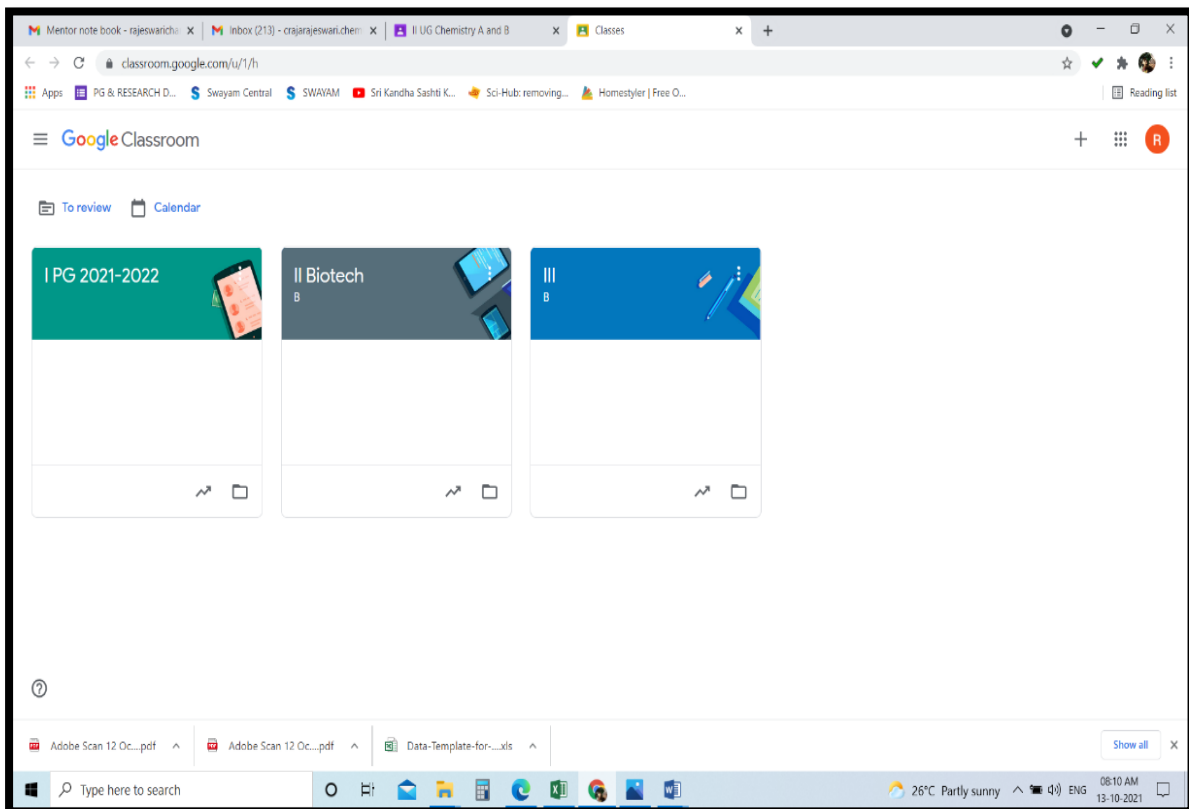 Mentor note book - rajeswaricha Inbox (213) - crajarajeswari.chem II UG Chemistry A and B Classes
classroom.google.com/u/1/h
Apps PG & RESEARCH D... Swayam Central SWAYAM Sri Kandha Sashti K... Sci-Hub: removing... Homestyler | Free O... Reading list
Google Classroom R
To review Calendar
I PG 2021-2022 II Biotech III
B B
Adobe Scan 12 Oc....pdf Adobe Scan 12 Oc....pdf Data-Template-for-....xls Show all
Type here to search 26°C Partly sunny ENG 08:10 AM
13-10-2021